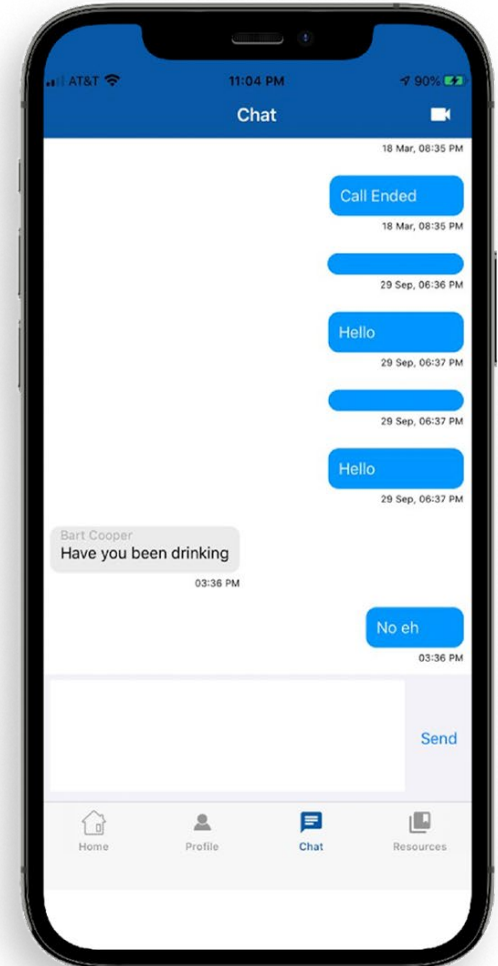 AT&T
11:04 PM
90%
Chat
18 Mar, 08:35 PM
Call Ended
18 Mar, 08:35 PM
29 Sep, 06:36 PM
Hello
29 Sep, 06:37 PM
29 Sep, 06:37 PM
Hello
29 Sep, 06:37 PM
Bart Cooper
Have you been drinking
03:36 PM
No eh
03:36 PM
Send
Home
Profile
Chat
Resources